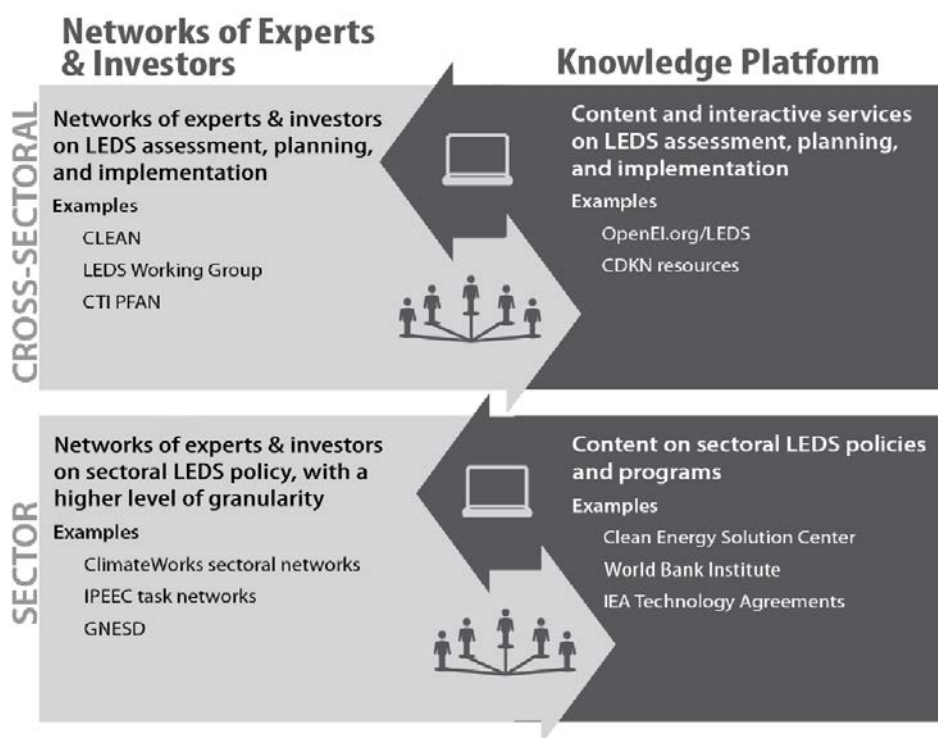 Networks of Experts
& Investors
Knowledge Platform
CROSS-SECTORAL
Networks of experts & investors
on LEDS assessment, planning,
and implementation
Examples
CLEAN
LEDS Working Group
CTI PFAN
Content and interactive services
on LEDS assessment, planning,
and implementation
Examples
OpenEI.org/LEDS
CDKN resources
SECTOR
Networks of experts & investors
on sectoral LEDS policy, with a
higher level of granularity
Examples
ClimateWorks sectoral networks
IPEEC task networks
GNESD
Content on sectoral LEDS policies
and programs
Examples
Clean Energy Solution Center
World Bank Institute
IEA Technology Agreements